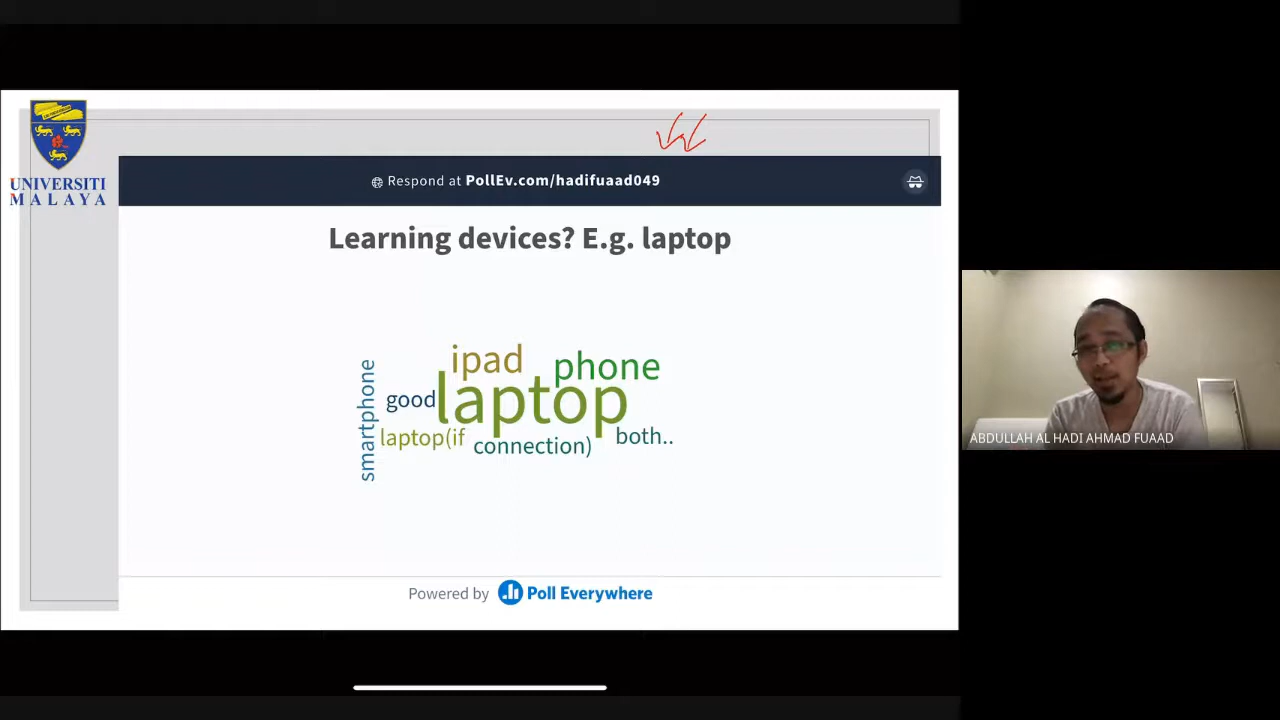 UNIVERSITI
MALAYA
Respond at PollEv.com/hadifuaad049
Learning devices? E.g. laptop
ipad
phone
smartphone
good
laptop
laptop(if
connection)
both..
ABDULLAH AL HADI AHMAD FUAAD
Powered by Poll Everywhere